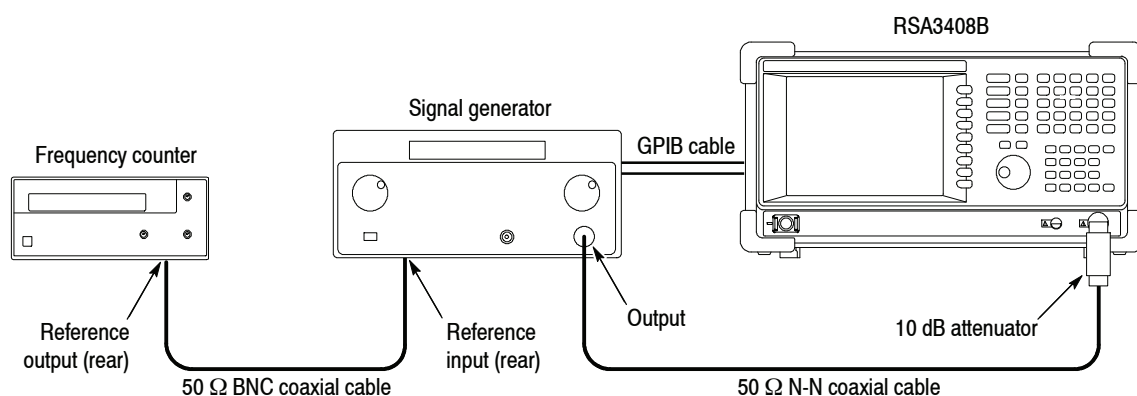 RSA3408B
Signal generator
GPIB cable
Frequency counter
Output
Reference
output (rear)
Reference
input (rear)
10 dB attenuator
50 Ω BNC coaxial cable
50 Ω N-N coaxial cable